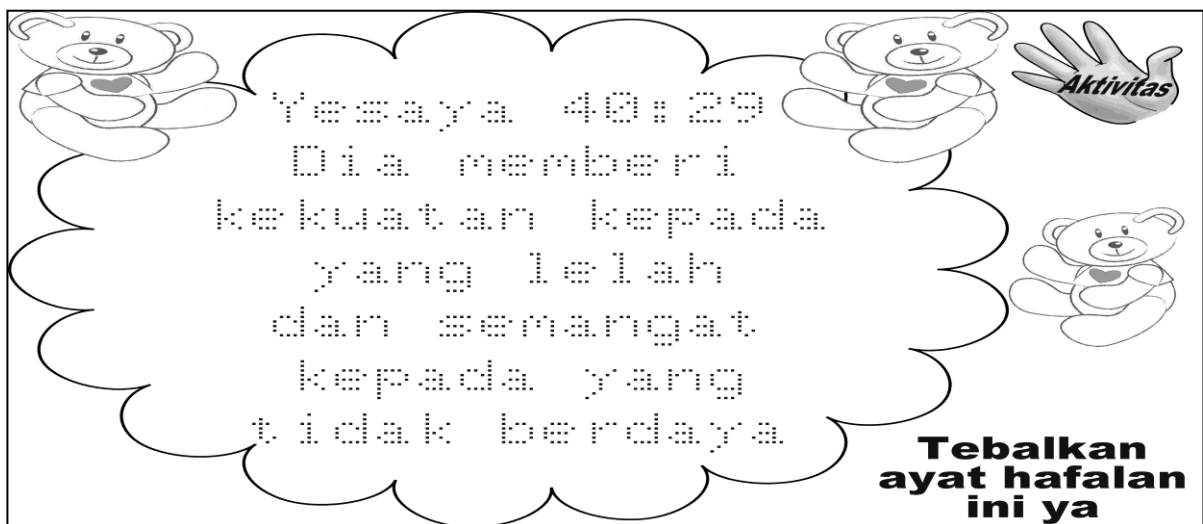 Aktivitas
Yesaya 40:29
Dia memberi
kekuatan kepada
yang lelah
dan semangat
kepada yang
tidak berdaya
Tebalkan
ayat hafalan
ini ya